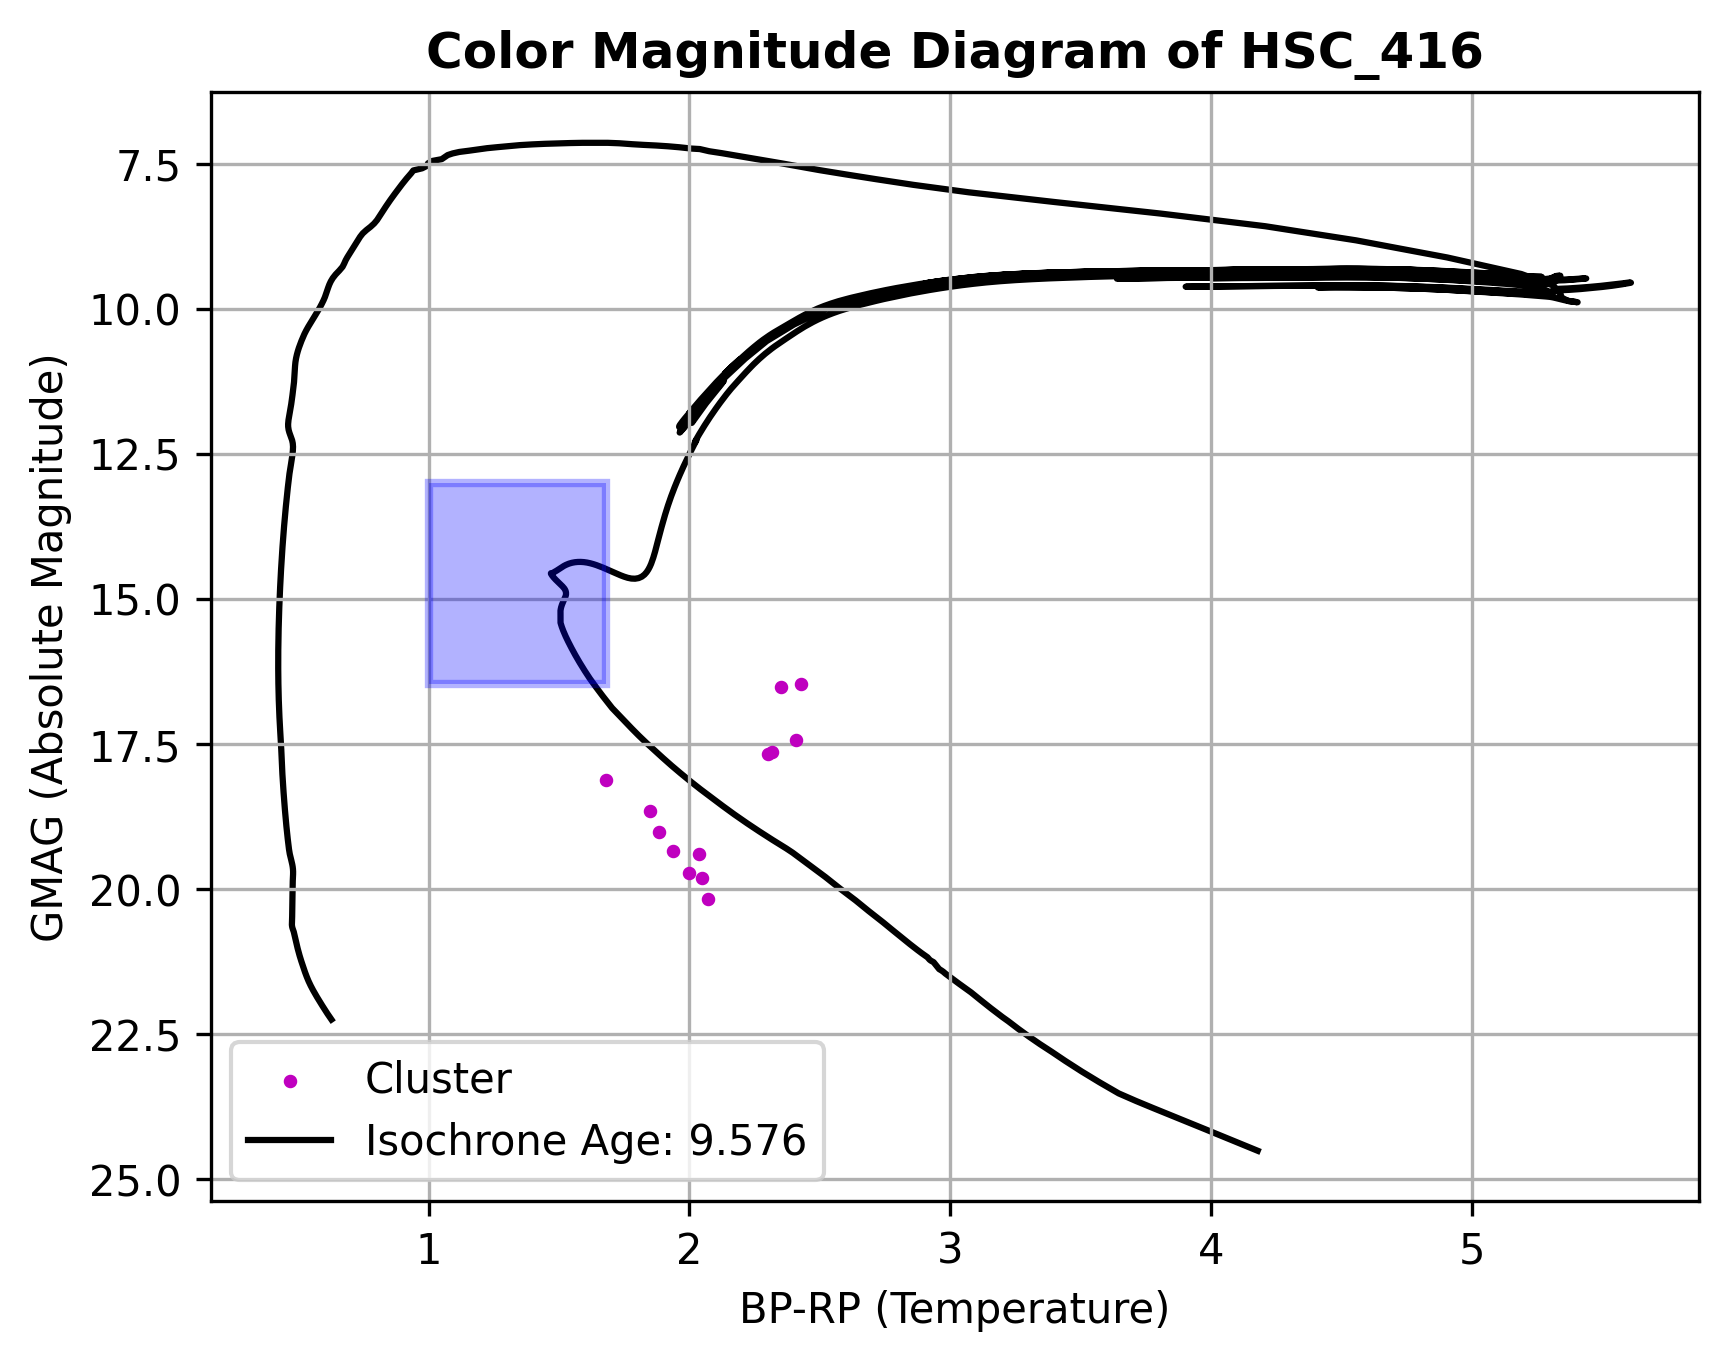 Color Magnitude Diagram of HSC_416
GMAG (Absolute Magnitude)
7.5
10.0
12.5
15.0
17.5
20.0
22.5
25.0
Cluster
Isochrone Age: 9.576
1 2 3 4 5
BP-RP (Temperature)